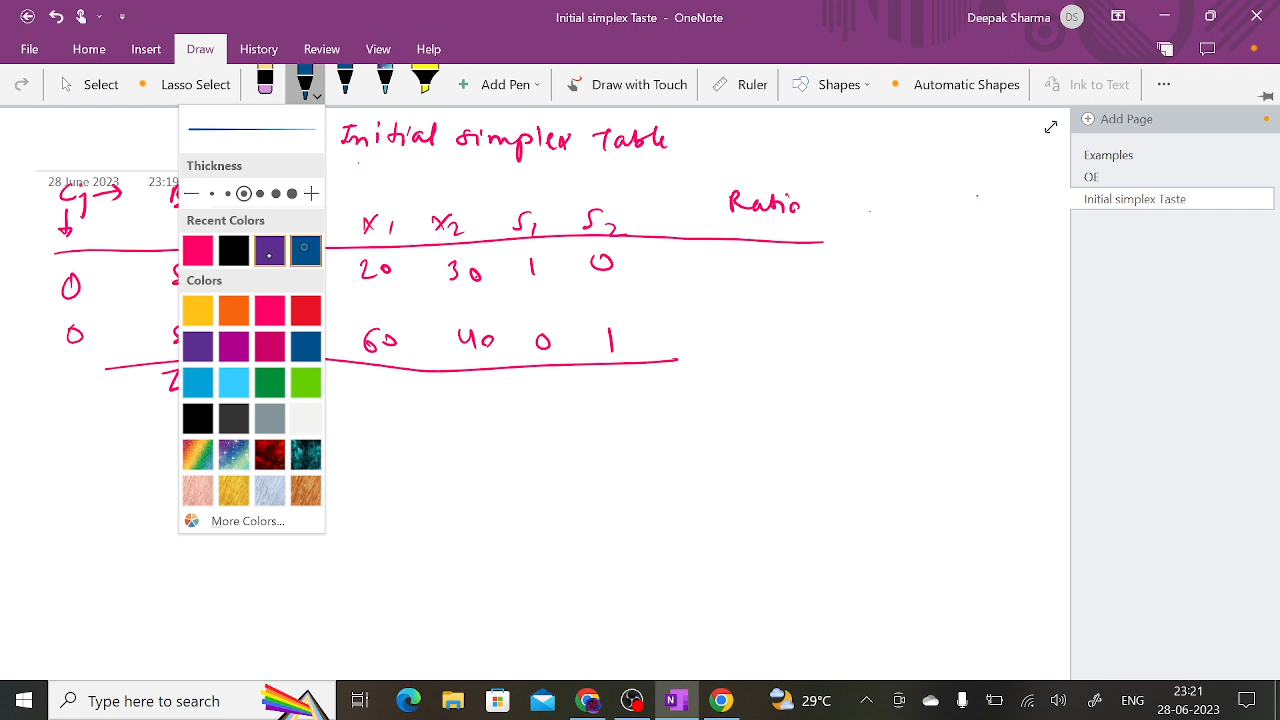 Initial simplex Taste - OneNote
Deepak Sharma DS
File Home Insert Draw History Review View Help
Select Lasso Select Add Pen Draw with Touch Ruler Shapes Automatic Shapes Ink to Text
Add Page
Examples
OE
Initial simplex Taste
Initial simplex Table
28 June 2023 23:19
Cj → Ratio
x1 x2 S1 S2
0 20 30 1 0
0 60 40 0 1
Z
Thickness
Recent Colors
Colors
More Colors...
Type here to search
29°C
ENG
28-06-2023